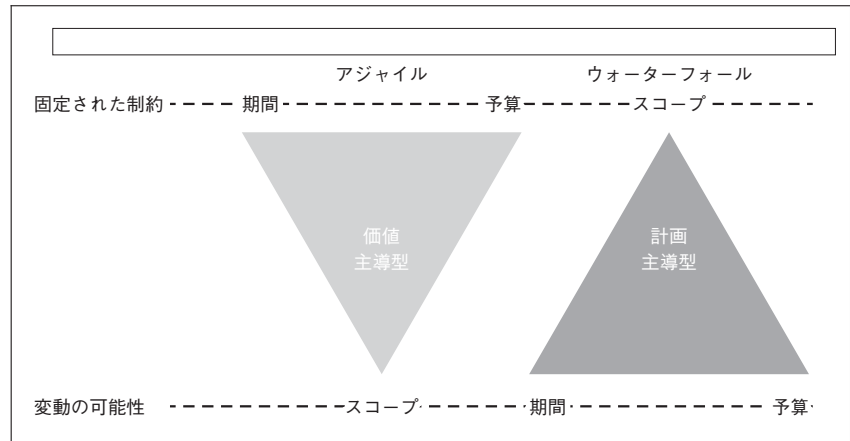 アジャイル ウォーターフォール
固定された制約 期間 予算 スコープ
価値
主導型
計画
主導型
変動の可能性 スコープ 期間 予算